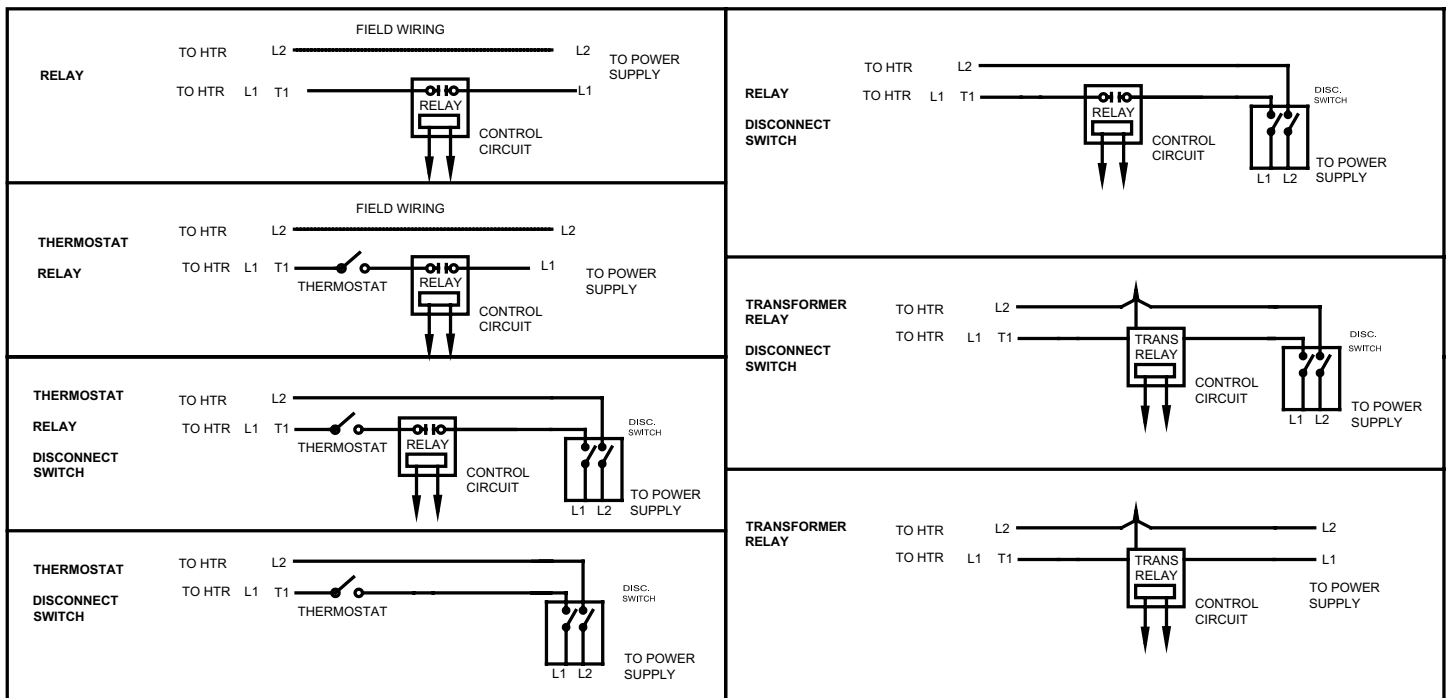 RELAY
FIELD WIRING
TO HTR L2 L2
TO POWER
SUPPLY
TO HTR L1 T1 L1
RELAY
CONTROL
CIRCUIT
THERMOSTAT
RELAY
FIELD WIRING
TO HTR L2 L2
TO HTR L1 T1 L1
THERMOSTAT
RELAY
TO POWER
SUPPLY
CONTROL
CIRCUIT
THERMOSTAT
RELAY
DISCONNECT
SWITCH
TO HTR L2
TO HTR L1 T1
THERMOSTAT
RELAY
DISC.
SWITCH
CONTROL
CIRCUIT
L1 L2
TO POWER
SUPPLY
THERMOSTAT
DISCONNECT
SWITCH
TO HTR L2
TO HTR L1 T1
THERMOSTAT
DISC.
SWITCH
L1 L2
TO POWER
SUPPLY
RELAY
DISCONNECT
SWITCH
TO HTR L2
TO HTR L1 T1
RELAY
DISC.
SWITCH
CONTROL
CIRCUIT
L1 L2
TO POWER
SUPPLY
TRANSFORMER
RELAY
DISCONNECT
SWITCH
TO HTR L2
TO HTR L1 T1
TRANS
RELAY
DISC.
SWITCH
CONTROL
CIRCUIT
L1 L2
TO POWER
SUPPLY
TRANSFORMER
RELAY
TO HTR L2 L2
TO HTR L1 T1 L1
TRANS
RELAY
TO POWER
SUPPLY
CONTROL
CIRCUIT